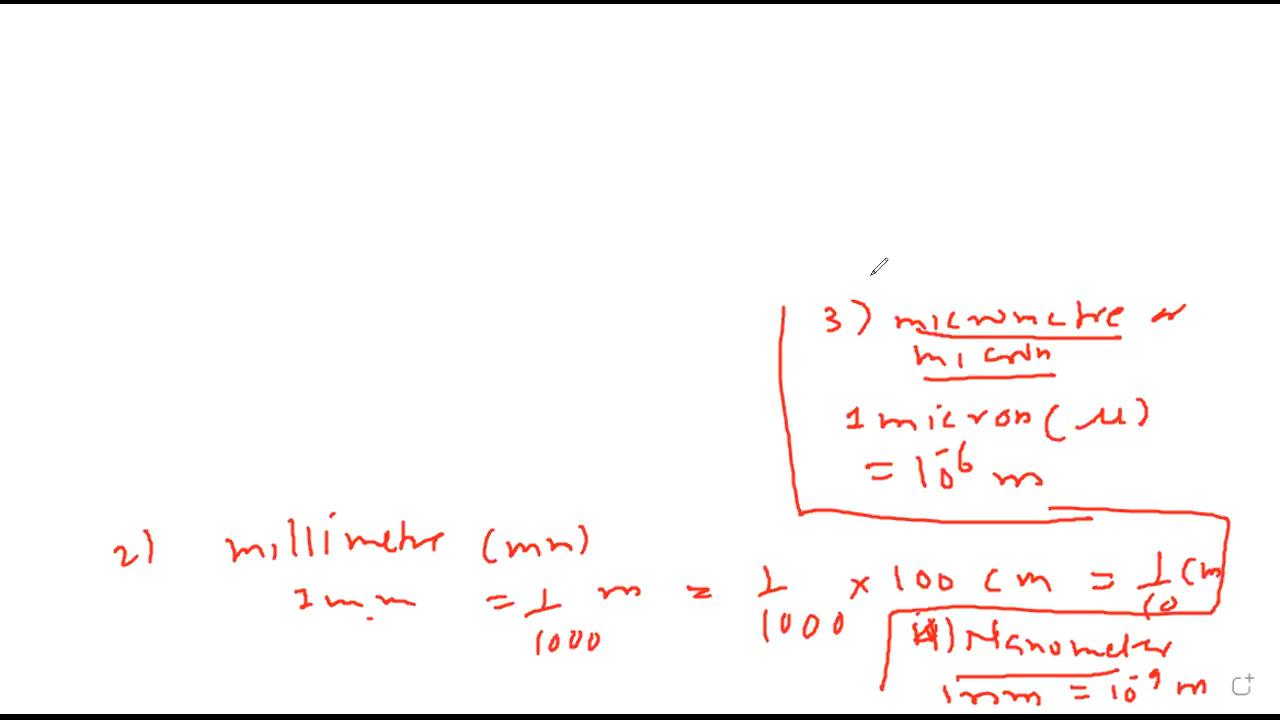 3) micrometre or
micron
1 micron (μ)
= 10⁻⁶ m
2) millimetre (mm)
1 mm = 1/1000 m = 1/1000 × 100 cm = 1/10 cm
4) Nanometer
1 nm = 10⁻⁹ m